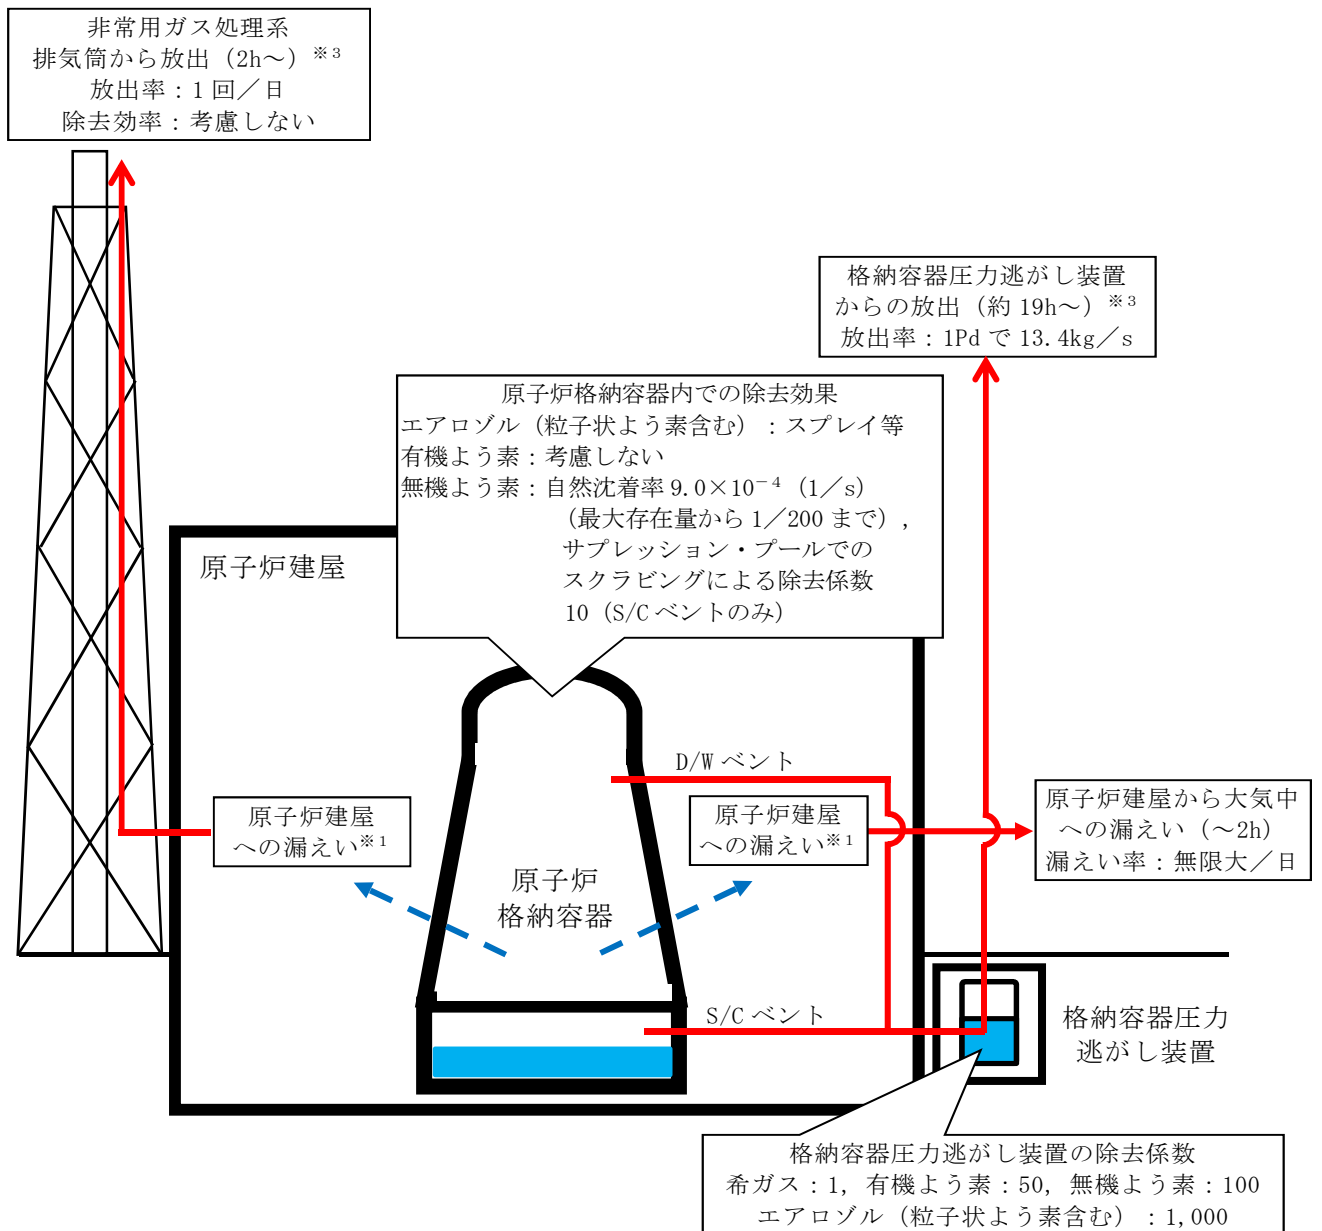 非常用ガス処理系
排気筒から放出（2h～）※3
放出率：1回／日
除去効率：考慮しない
格納容器圧力逃がし装置
からの放出（約19h～）※3
放出率：1Pdで13.4kg／s
原子炉格納容器内での除去効果
エアロゾル（粒子状よう素含む）：スプレイ等
有機よう素：考慮しない
無機よう素：自然沈着率9.0×10－4（1／s）
（最大存在量から1／200まで），
サプレッション・プールでの
スクラビングによる除去係数
10（S/Cベントのみ）
原子炉建屋
D/Wベント
原子炉建屋
への漏えい※1
原子炉建屋
への漏えい※1
原子炉建屋から大気中
への漏えい（～2h）
漏えい率：無限大／日
原子炉
格納容器
S/Cベント
格納容器圧力
逃がし装置
格納容器圧力逃がし装置の除去係数
希ガス：1，有機よう素：50，無機よう素：100
エアロゾル（粒子状よう素含む）：1,000